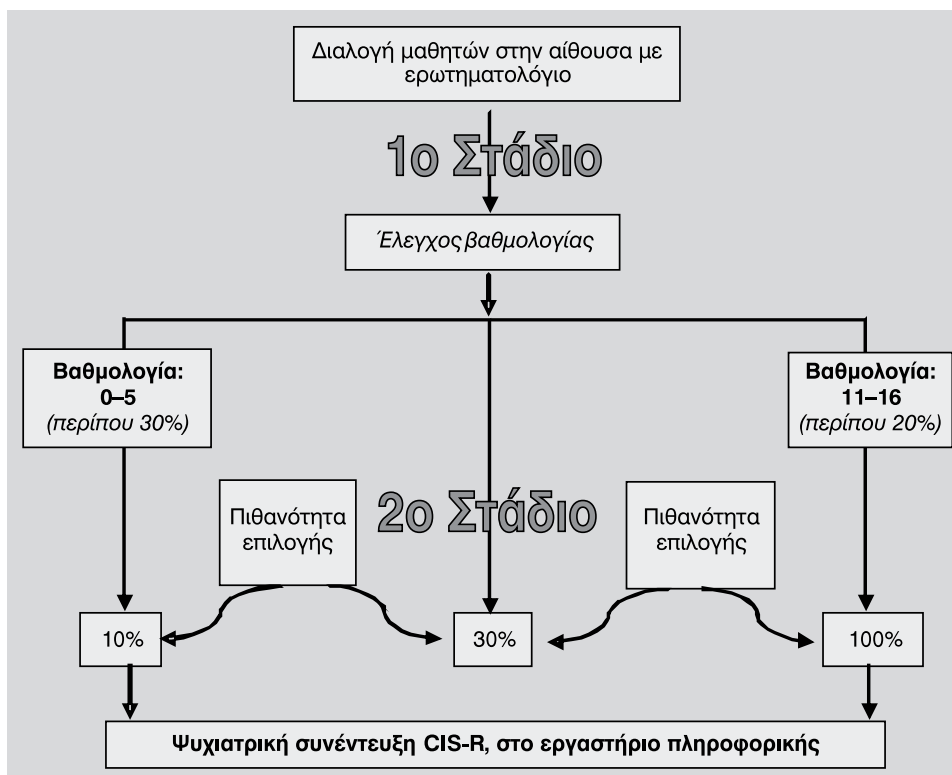 Διαλογή μαθητών στην αίθουσα με
ερωτηματολόγιο
1ο Στάδιο
Έλεγχος βαθμολογίας
Βαθμολογία:
0–5
(περίπου 30%)
Βαθμολογία:
11–16
(περίπου 20%)
2ο Στάδιο
Πιθανότητα
επιλογής
Πιθανότητα
επιλογής
10%
30%
100%
Ψυχιατρική συνέντευξη CIS-R, στο εργαστήριο πληροφορικής